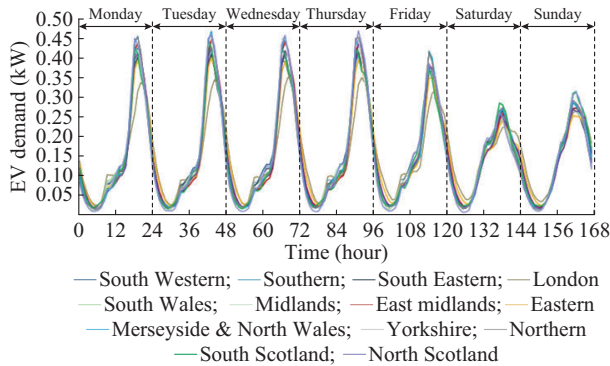 Monday Tuesday Wednesday Thursday Friday Saturday Sunday
0.50
0.45
0.40
0.35
0.30
0.25
0.20
0.15
0.10
0.05
EV demand (kW)
0 12 24 36 48 60 72 84 96 108 120 132 144 156 168
Time (hour)
South Western; Southern; South Eastern; London
South Wales; Midlands; East midlands; Eastern
Merseyside & North Wales; Yorkshire; Northern
South Scotland; North Scotland